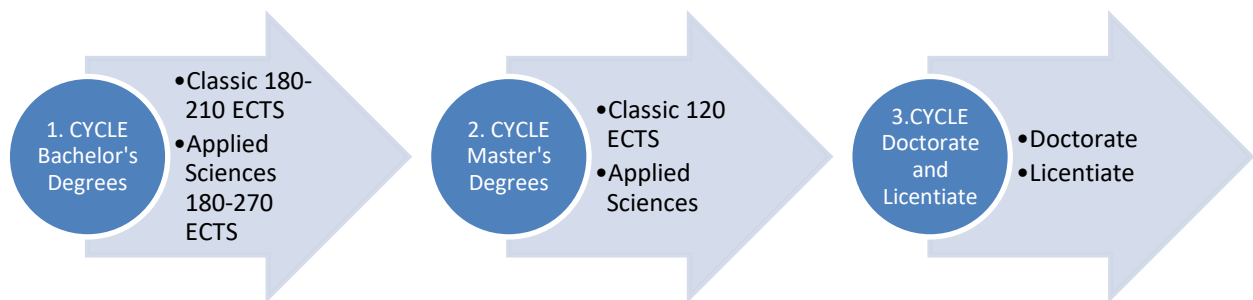 1. CYCLE
Bachelor's
Degrees
•Classic 180-
210 ECTS
•Applied
Sciences
180-270
ECTS
2. CYCLE
Master's
Degrees
•Classic 120
ECTS
•Applied
Sciences
3.CYCLE
Doctorate
and
Licentiate
•Doctorate
•Licentiate